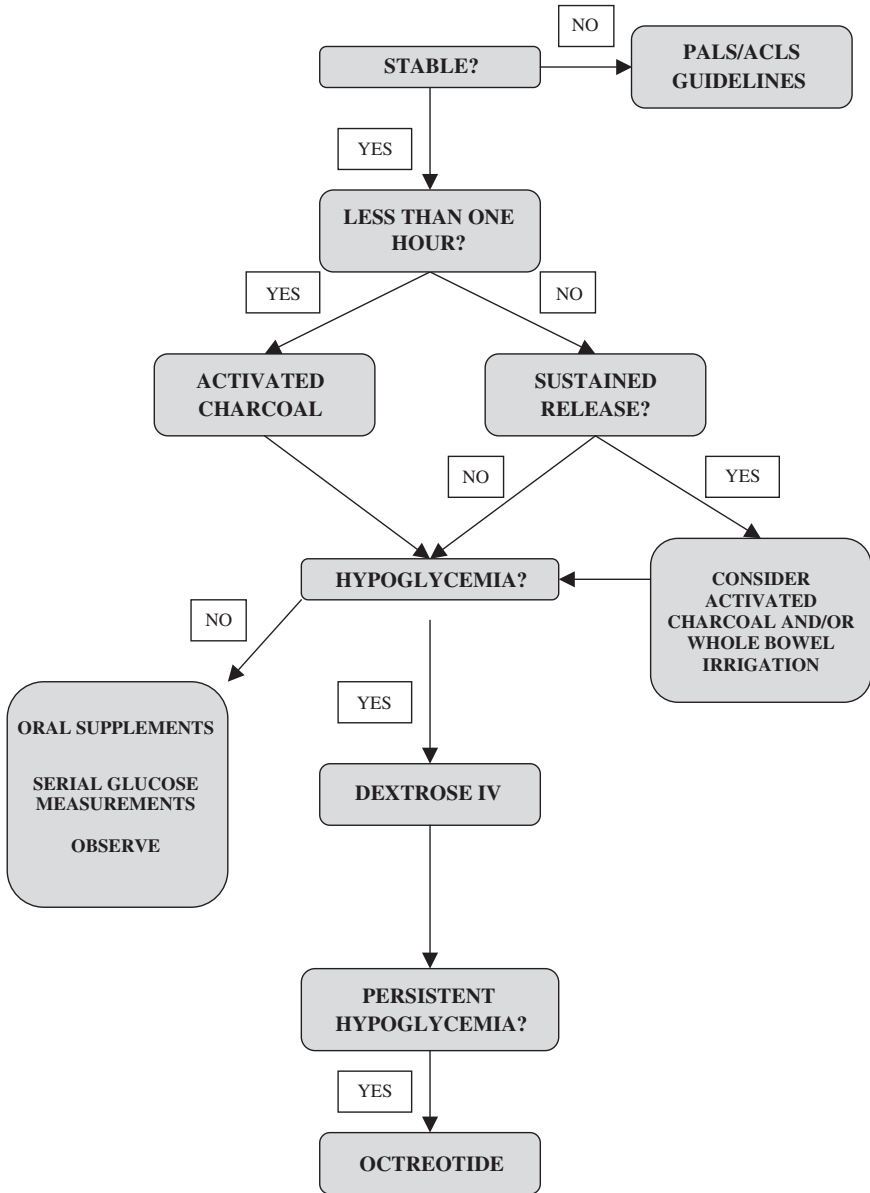 NO
STABLE?
PALS/ACLS
GUIDELINES
YES
LESS THAN ONE
HOUR?
YES
NO
ACTIVATED
CHARCOAL
SUSTAINED
RELEASE?
NO
YES
HYPOGLYCEMIA?
CONSIDER
ACTIVATED
CHARCOAL AND/OR
WHOLE BOWEL
IRRIGATION
NO
YES
ORAL SUPPLEMENTS
SERIAL GLUCOSE
MEASUREMENTS
OBSERVE
DEXTROSE IV
PERSISTENT
HYPOGLYCEMIA?
YES
OCTREOTIDE